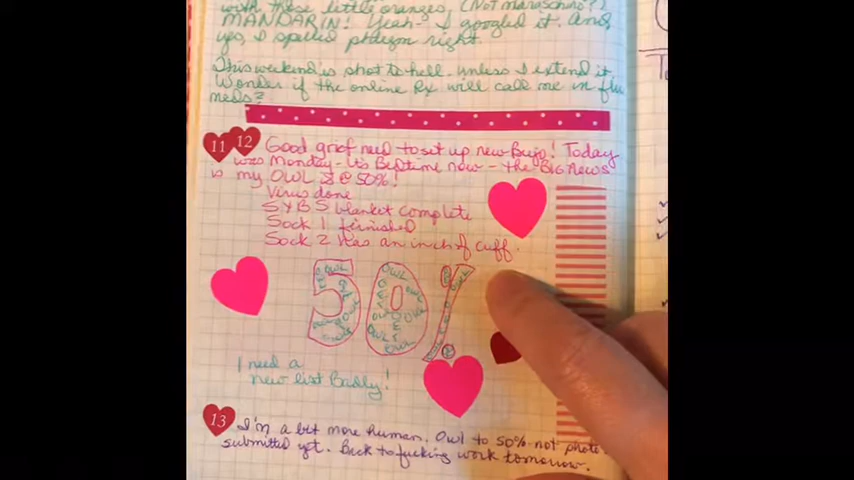 with these little oranges. (Not maraschino?)
MANDARIN! Yeah - I googled it. And,
yes, I spelled phlegm right.
This weekend is shot to hell unless I extend it.
Wonder if the online Rx will call me in flu
meds?
11 12 Good grief need to set up new Bujo! Today
was Monday - its Bedtime now - the Big News
is my OWL is @ 50%!
Virus done
SYBS blanket complete
Sock 1 finished
Sock 2 has an inch of cuff.
50%
I need a
new list Badly!
13 I'm a bit more human. Owl to 50% - not photo'd
submitted yet. Back to fucking work tomorrow.